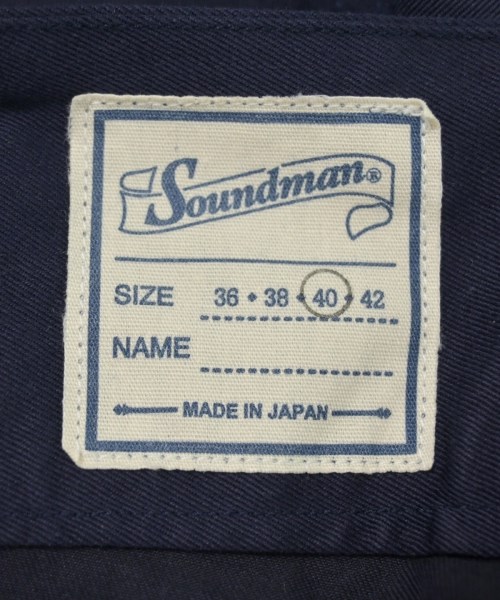 Soundman®
SIZE 36 • 38 • 40 • 42
NAME
MADE IN JAPAN